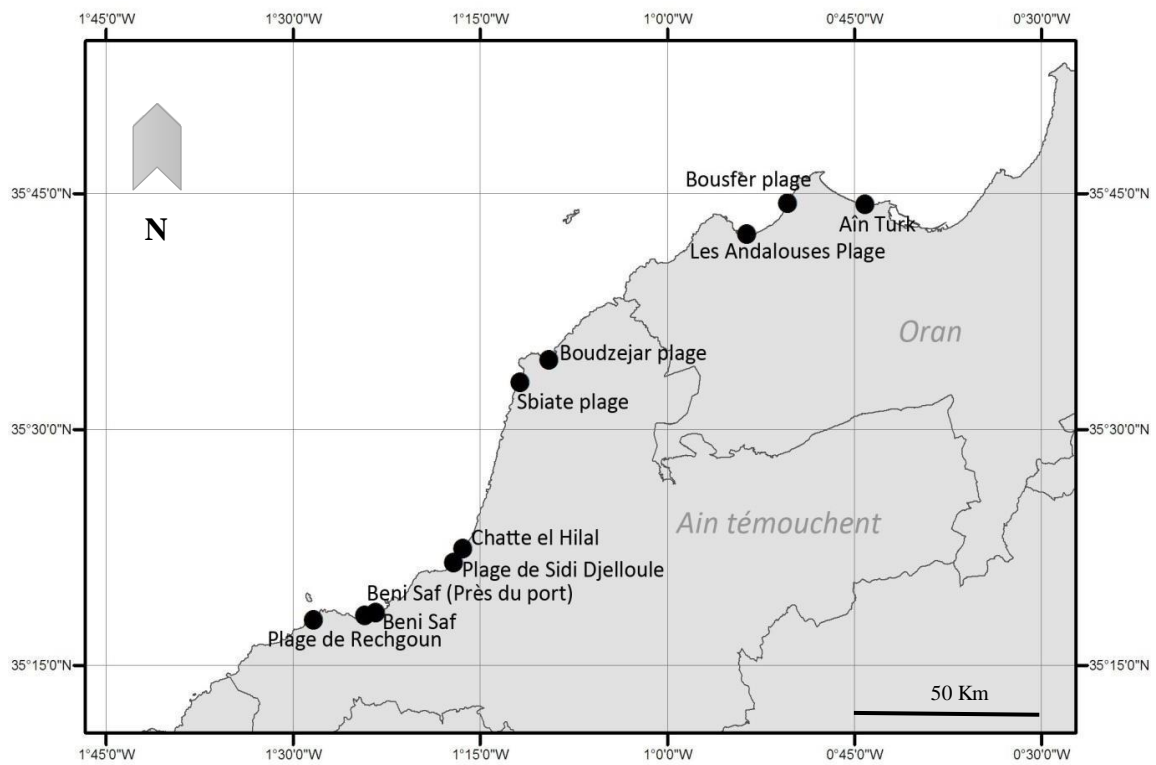 1°45'0"W 1°30'0"W 1°15'0"W 1°0'0"W 0°45'0"W 0°30'0"W
N
35°45'0"N 35°45'0"N
Bousfer plage
Aîn Turk
Les Andalouses Plage
Oran
Boudzejar plage
Sbiate plage
35°30'0"N 35°30'0"N
Ain témouchent
Chatte el Hilal
Plage de Sidi Djelloule
Beni Saf (Près du port)
Beni Saf
Plage de Rechgoun
35°15'0"N 35°15'0"N
50 Km
1°45'0"W 1°30'0"W 1°15'0"W 1°0'0"W 0°45'0"W 0°30'0"W